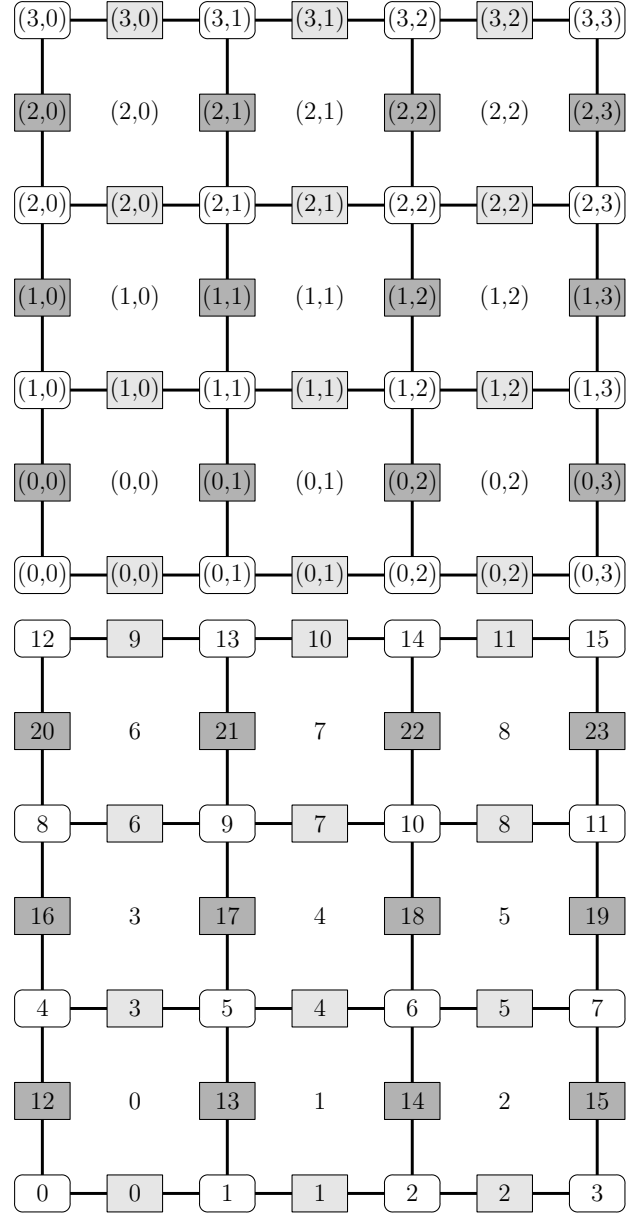 (3,0) (3,0) (3,1) (3,1) (3,2) (3,2) (3,3)
(2,0) (2,0) (2,1) (2,1) (2,2) (2,2) (2,3)
(2,0) (2,0) (2,1) (2,1) (2,2) (2,2) (2,3)
(1,0) (1,0) (1,1) (1,1) (1,2) (1,2) (1,3)
(1,0) (1,0) (1,1) (1,1) (1,2) (1,2) (1,3)
(0,0) (0,0) (0,1) (0,1) (0,2) (0,2) (0,3)
(0,0) (0,0) (0,1) (0,1) (0,2) (0,2) (0,3)
12 9 13 10 14 11 15
20 6 21 7 22 8 23
8 6 9 7 10 8 11
16 3 17 4 18 5 19
4 3 5 4 6 5 7
12 0 13 1 14 2 15
0 0 1 1 2 2 3